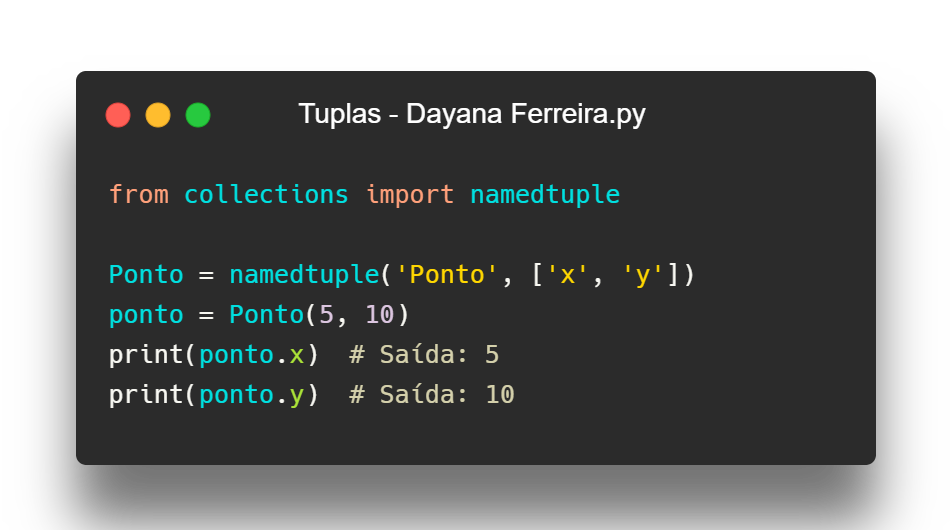 Tuplas - Dayana Ferreira.py
from collections import namedtuple
Ponto = namedtuple('Ponto', ['x', 'y'])
ponto = Ponto(5, 10)
print(ponto.x)  # Saída: 5
print(ponto.y)  # Saída: 10